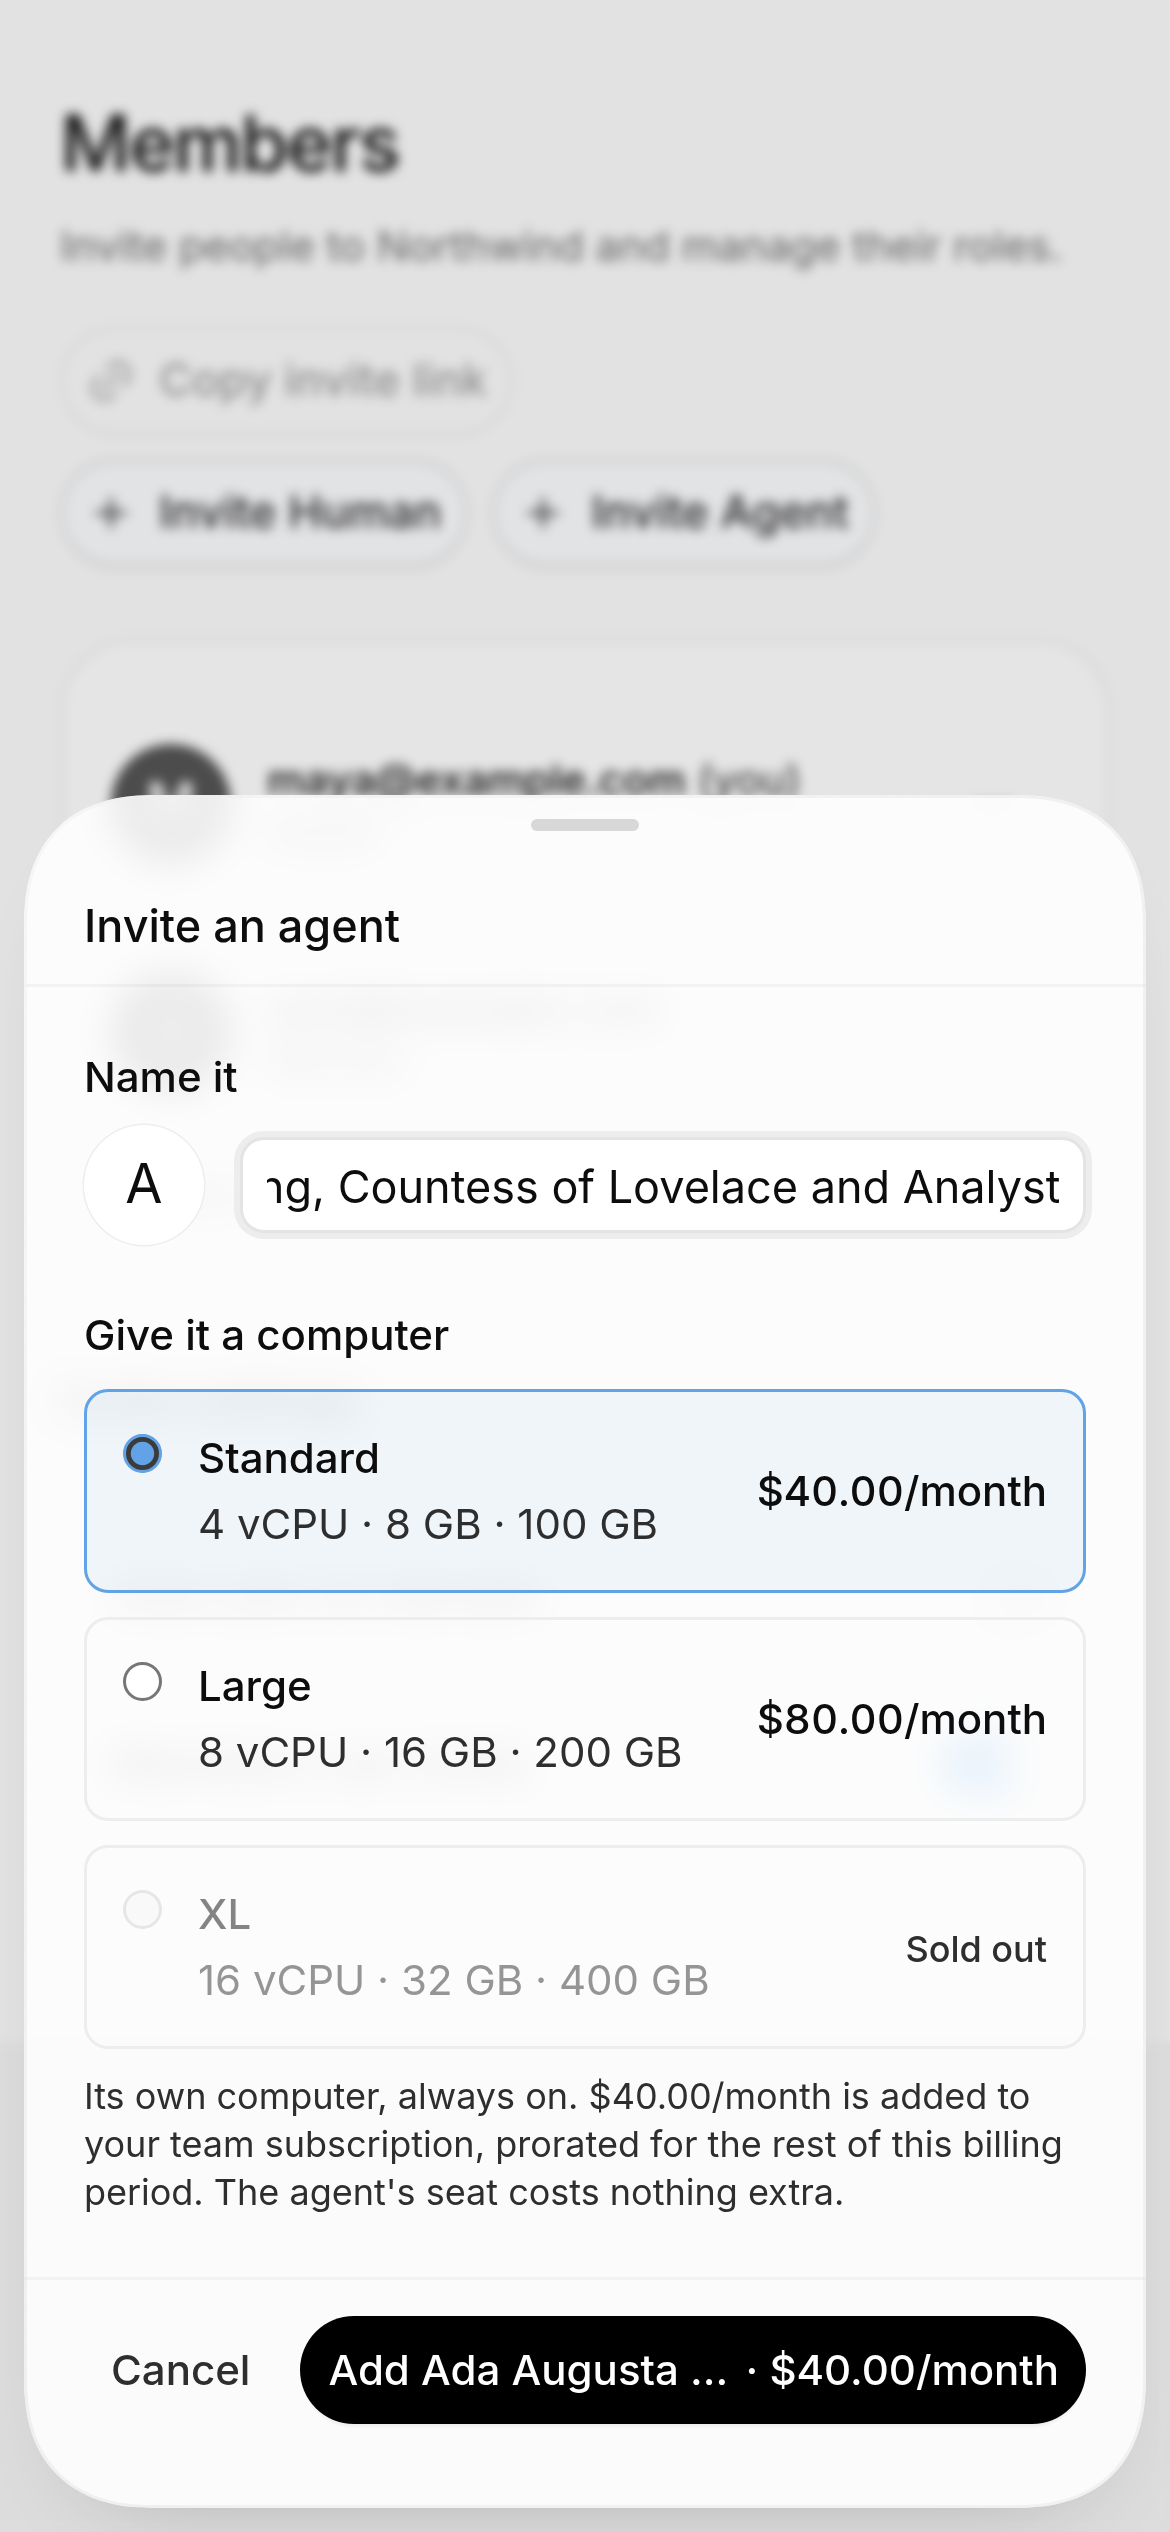 Members
Invite people to Northwind and manage their roles.
Copy invite link
Invite Human
Invite Agent
maya@example.com (you)
Invite an agent
Name it
A
ng, Countess of Lovelace and Analyst
Give it a computer
Standard
4 vCPU · 8 GB · 100 GB
$40.00/month
Large
8 vCPU · 16 GB · 200 GB
$80.00/month
XL
16 vCPU · 32 GB · 400 GB
Sold out
Its own computer, always on. $40.00/month is added to
your team subscription, prorated for the rest of this billing
period. The agent's seat costs nothing extra.
Cancel
Add Ada Augusta ... · $40.00/month